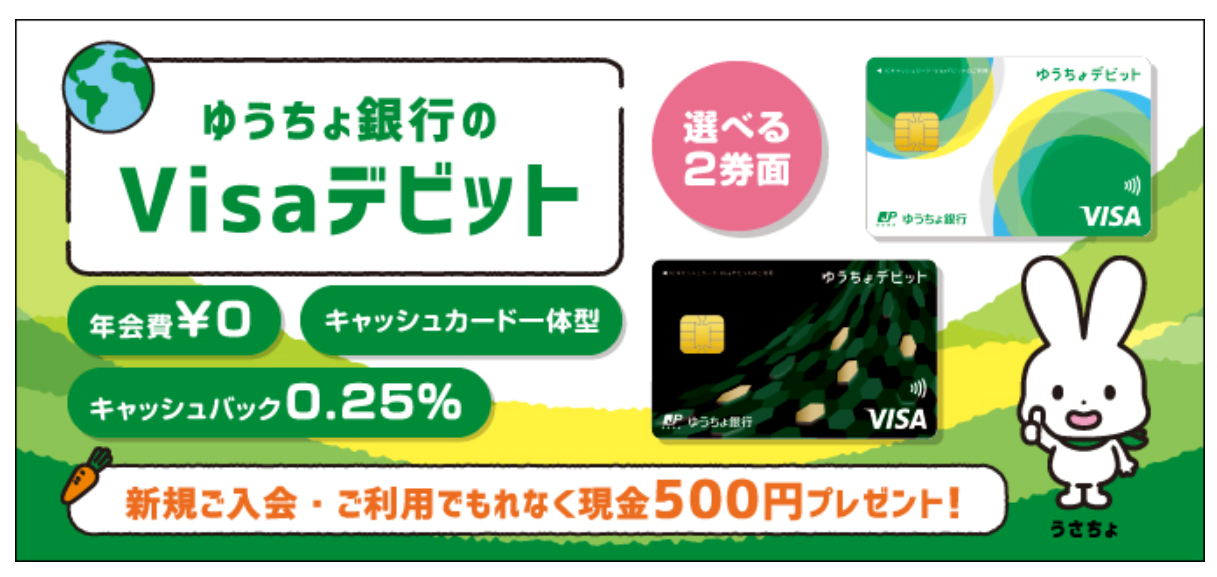 ゆうちょ銀行の
Visaデビット
選べる
2券面
ゆうちょデビット
JP ゆうちょ銀行
VISA
年会費¥0
キャッシュカード一体型
キャッシュバック0.25%
ゆうちょデビット
JP ゆうちょ銀行
VISA
新規ご入会・ご利用でもれなく現金500円プレゼント!
うさちょ